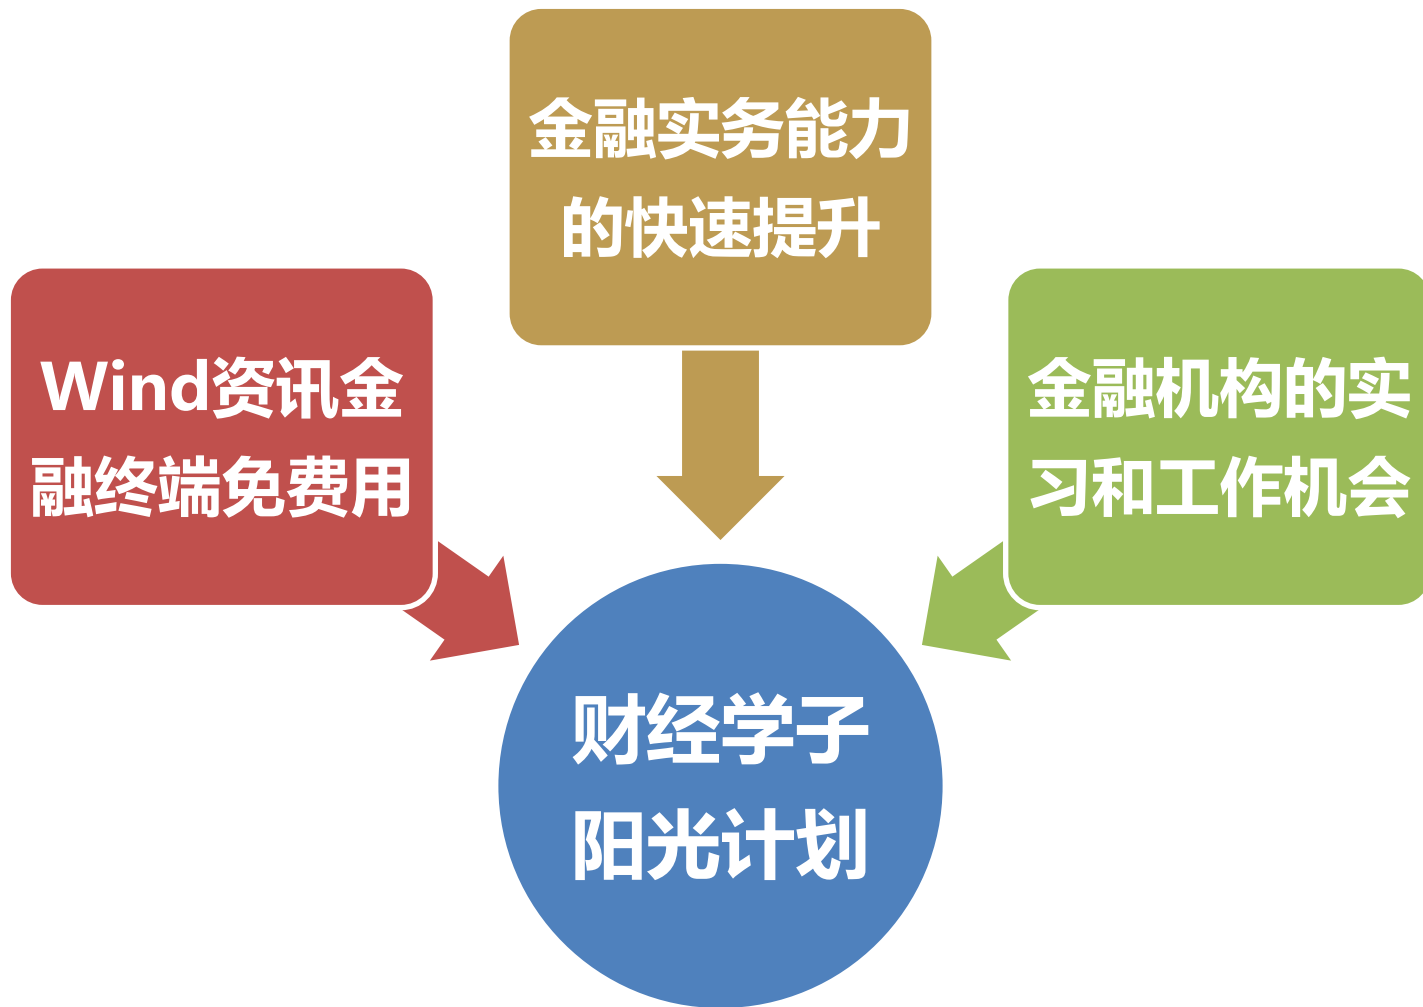 金融实务能力
的快速提升
Wind资讯金
融终端免费用
金融机构的实
习和工作机会
财经学子
阳光计划